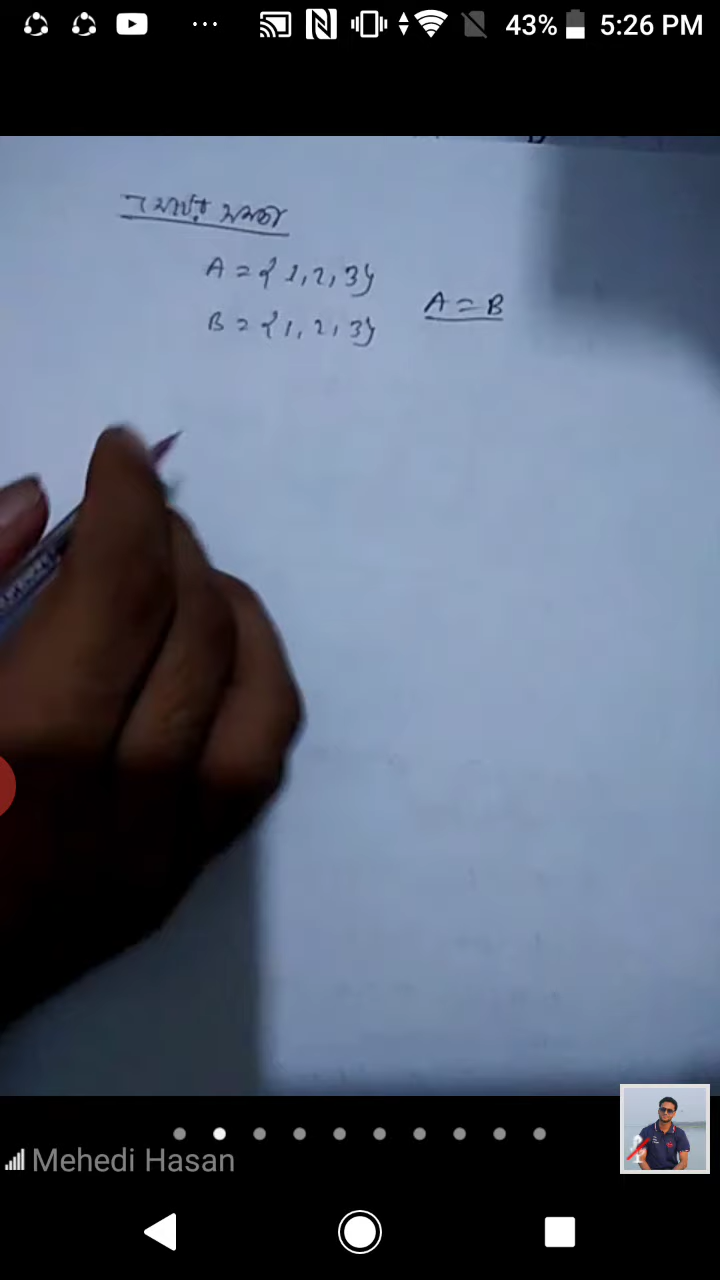 43% 5:26 PM
A = {1, 2, 3}
B = {1, 2, 3}
A = B
Mehedi Hasan